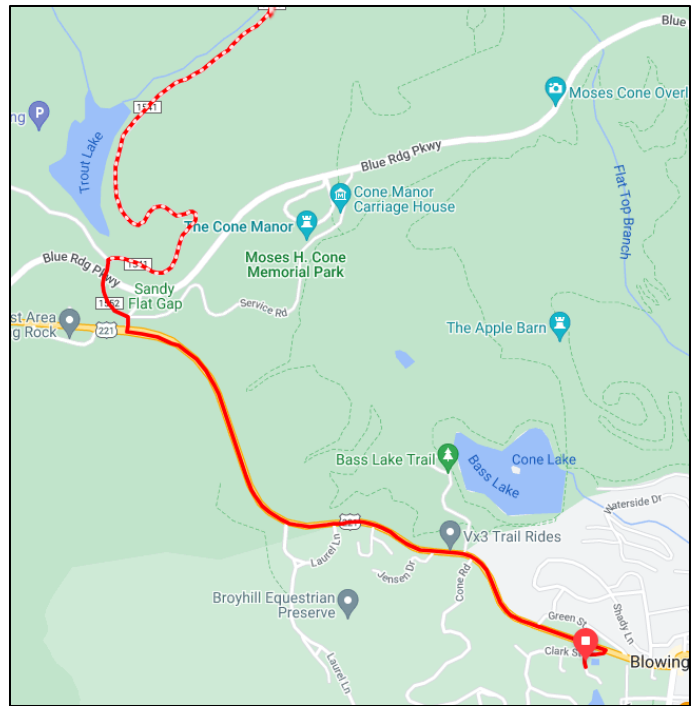 1541
Blue
ng
P
Moses Cone Overl
Trout Lake
Blue Rdg Pkwy
Flat Top Branch
Cone Manor
Carriage House
The Cone Manor
Moses H. Cone
Memorial Park
Blue Rdg Pkwy
1541
Sandy
Flat Gap
1552
Service Rd
st Area
g Rock
221
The Apple Barn
Bass Lake Trail
Bass Lake
Cone Lake
Waterside Dr
Laurel Ln
Vx3 Trail Rides
Jensen Dr
Cone Rd
Broyhill Equestrian
Preserve
Green St
Shady Ln
Clark S
Laurel Ln
Blowing